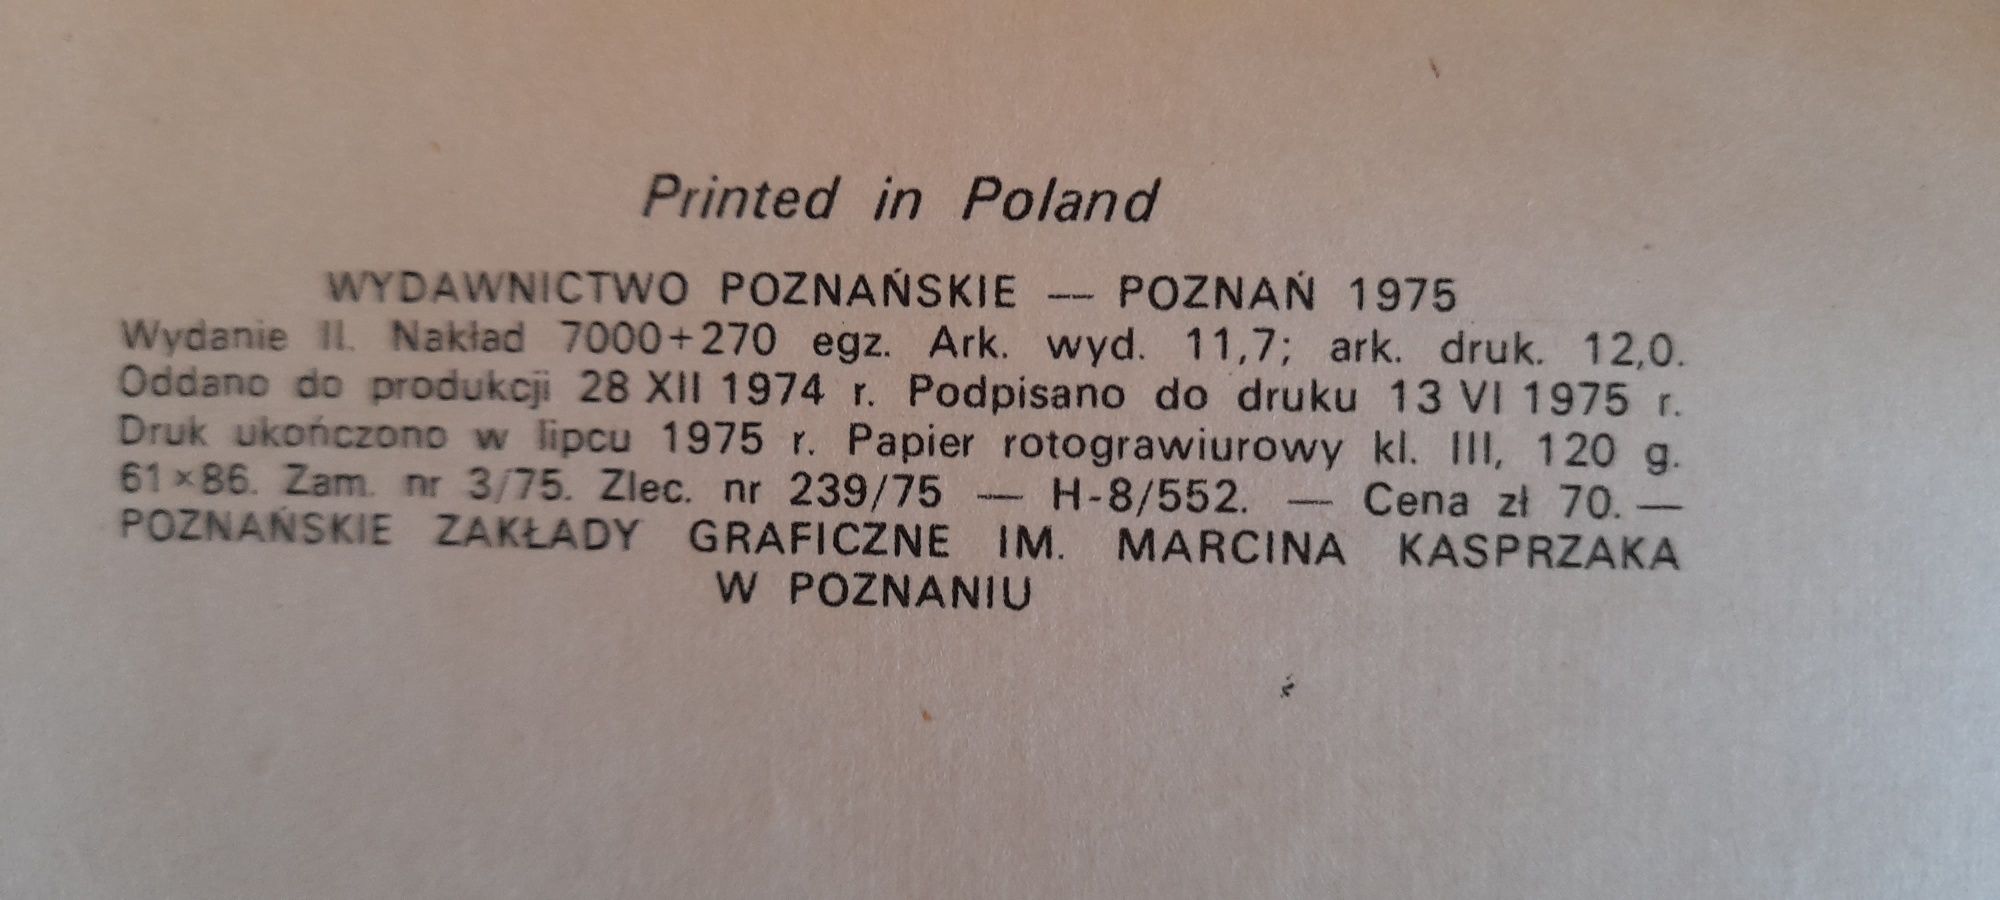 Printed in Poland
WYDAWNICTWO POZNAŃSKIE — POZNAŃ 1975
Wydanie II. Nakład 7000+270 egz. Ark. wyd. 11,7; ark. druk. 12,0.
Oddano do produkcji 28 XII 1974 r. Podpisano do druku 13 VI 1975 r.
Druk ukończono w lipcu 1975 r. Papier rotograwiurowy kl. III, 120 g.
61×86. Zam. nr 3/75. Zlec. nr 239/75 — H-8/552. — Cena zł 70.—
POZNAŃSKIE ZAKŁADY GRAFICZNE IM. MARCINA KASPRZAKA
W POZNANIU